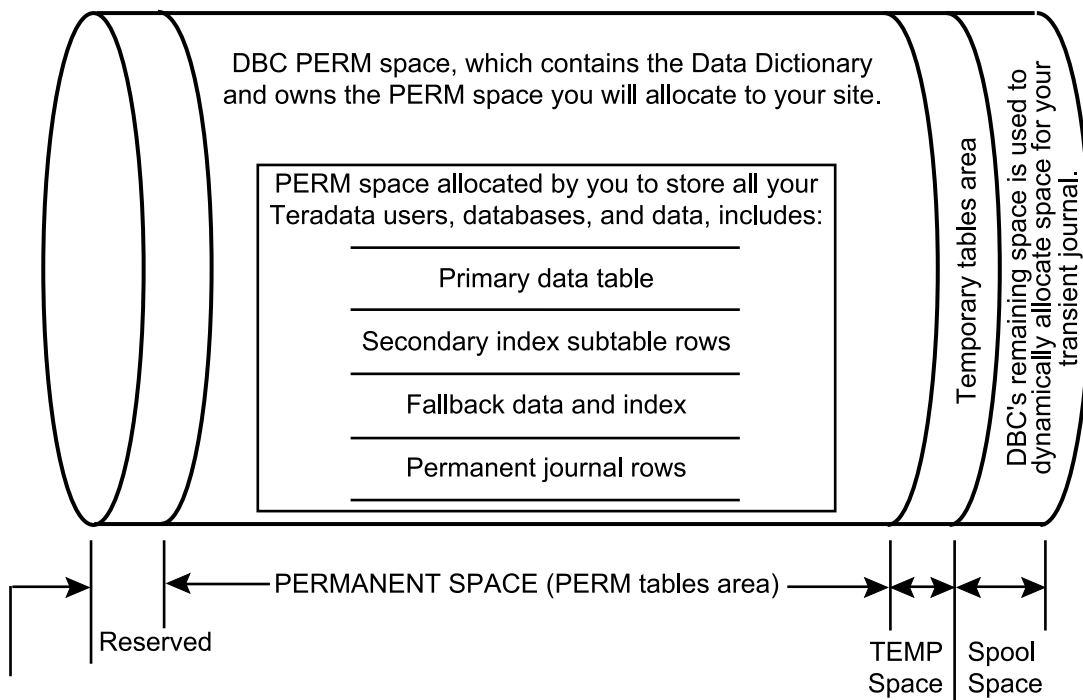 DBC PERM space, which contains the Data Dictionary
and owns the PERM space you will allocate to your site.
PERM space allocated by you to store all your
Teradata users, databases, and data, includes:
Primary data table
Secondary index subtable rows
Fallback data and index
Permanent journal rows
Temporary tables area
DBC's remaining space is used to
dynamically allocate space for your
transient journal.
PERMANENT SPACE (PERM tables area)
Reserved
TEMP
Space
Spool
Space